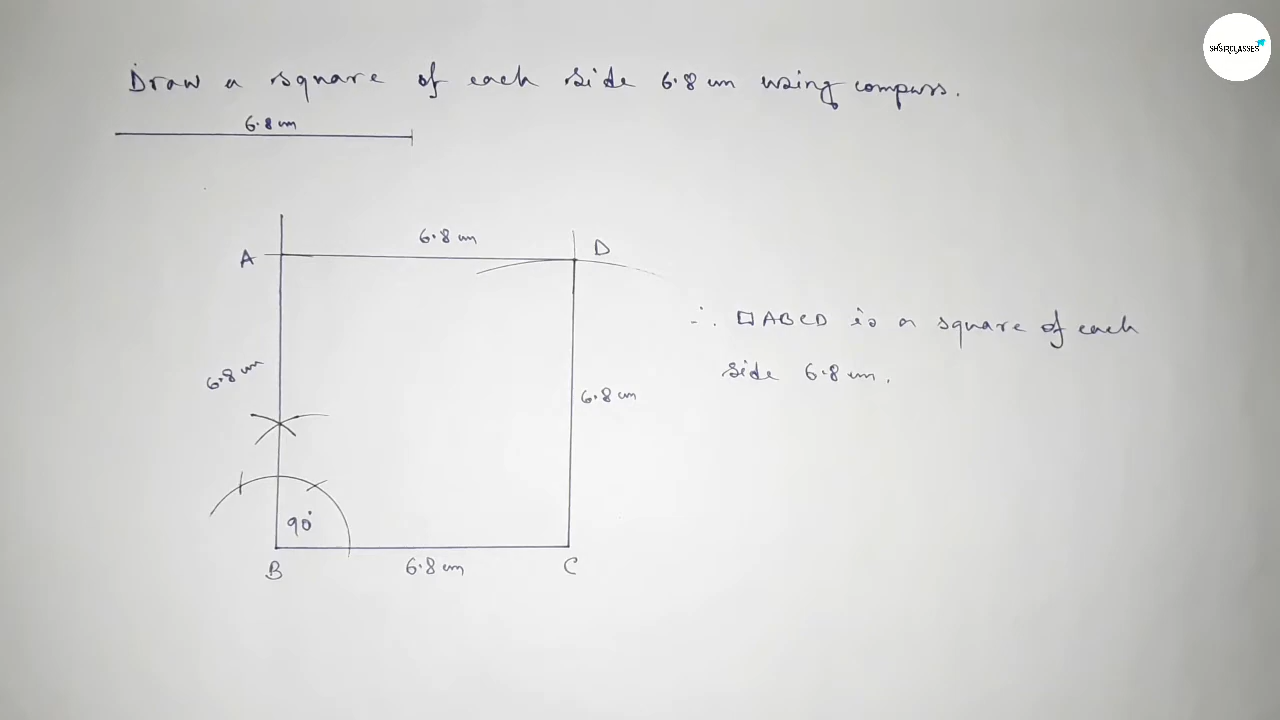 SHSRCLASSES
Draw a square of each side 6.8 cm using compass.
6.8 cm
6.8 cm
A
D
∴ □ABCD is a square of each
side 6.8 cm.
6.8 cm
6.8 cm
90°
B
6.8 cm
C